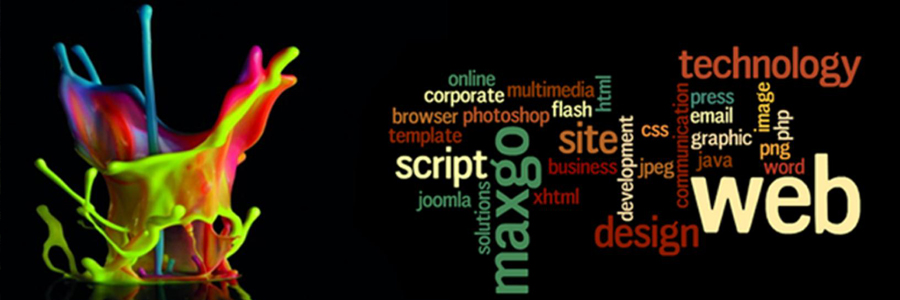 technology
online
corporate
multimedia
html
browser
photoshop
flash
template
script
joomla
solutions
maxgo
xhtml
site
business
development
css
jpeg
communication
design
press
email
graphic
java
image
php
png
word
web